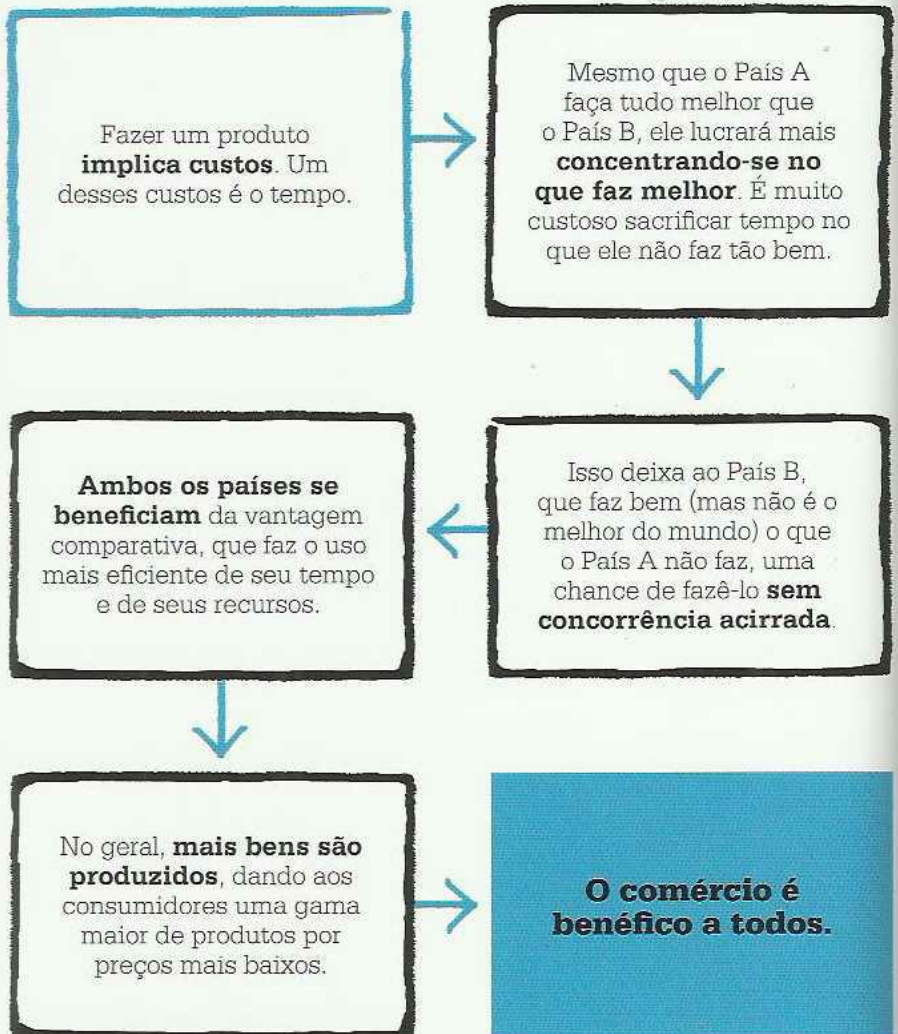 Fazer um produto
implica custos. Um
desses custos é o tempo.
Mesmo que o País A
faça tudo melhor que
o País B, ele lucrará mais
concentrando-se no
que faz melhor. É muito
custoso sacrificar tempo no
que ele não faz tão bem.
Isso deixa ao País B,
que faz bem (mas não é o
melhor do mundo) o que
o País A não faz, uma
chance de fazê-lo sem
concorrência acirrada.
Ambos os países se
beneficiam da vantagem
comparativa, que faz o uso
mais eficiente de seu tempo
e de seus recursos.
No geral, mais bens são
produzidos, dando aos
consumidores uma gama
maior de produtos por
preços mais baixos.
O comércio é
benéfico a todos.